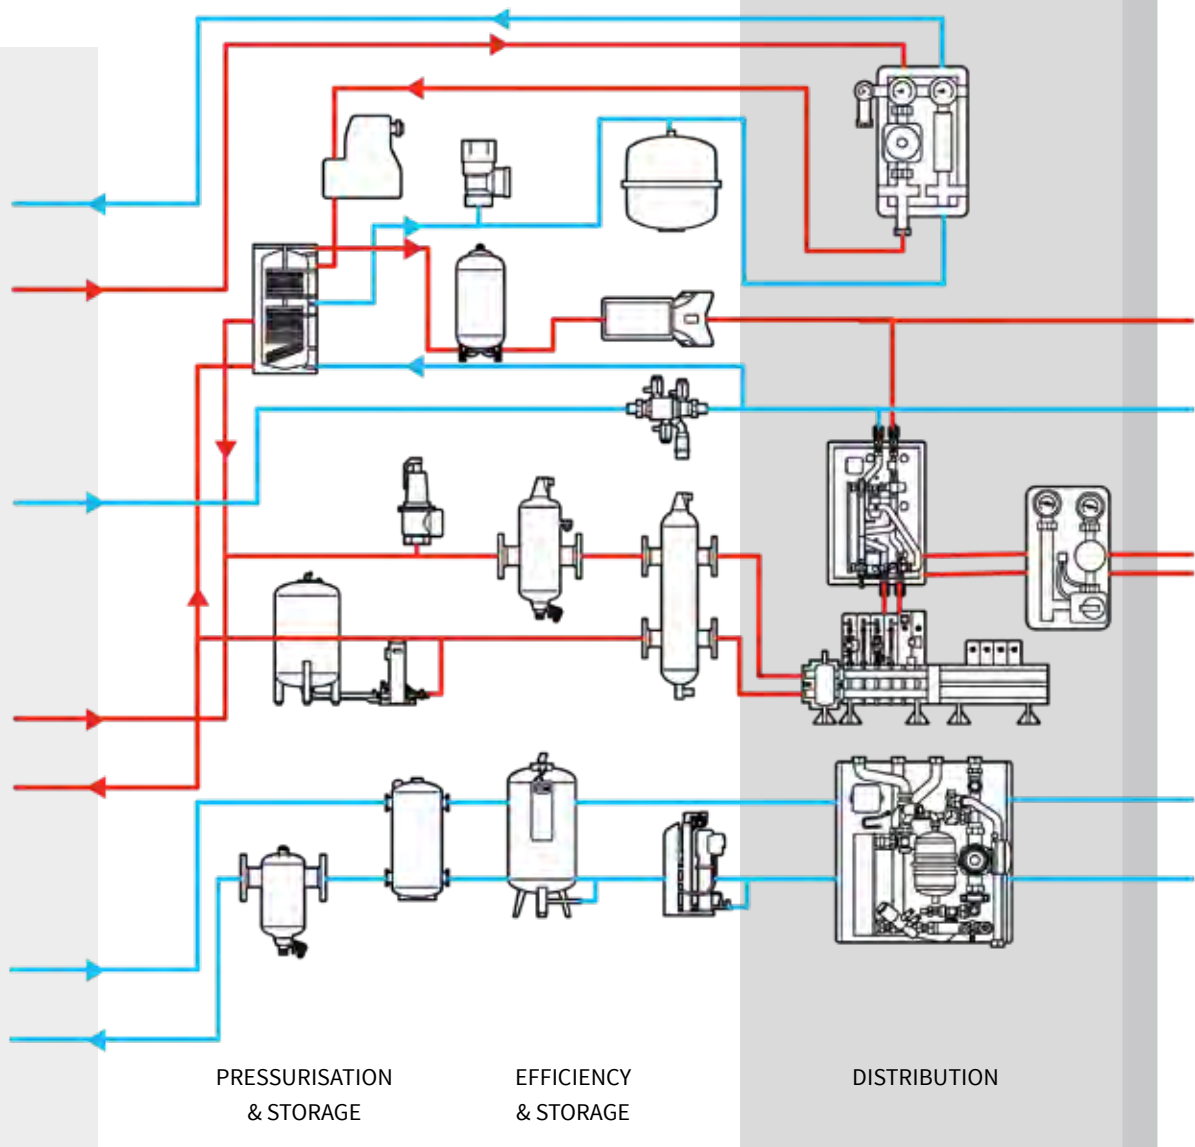 PRESSURISATION
& STORAGE
EFFICIENCY
& STORAGE
DISTRIBUTION